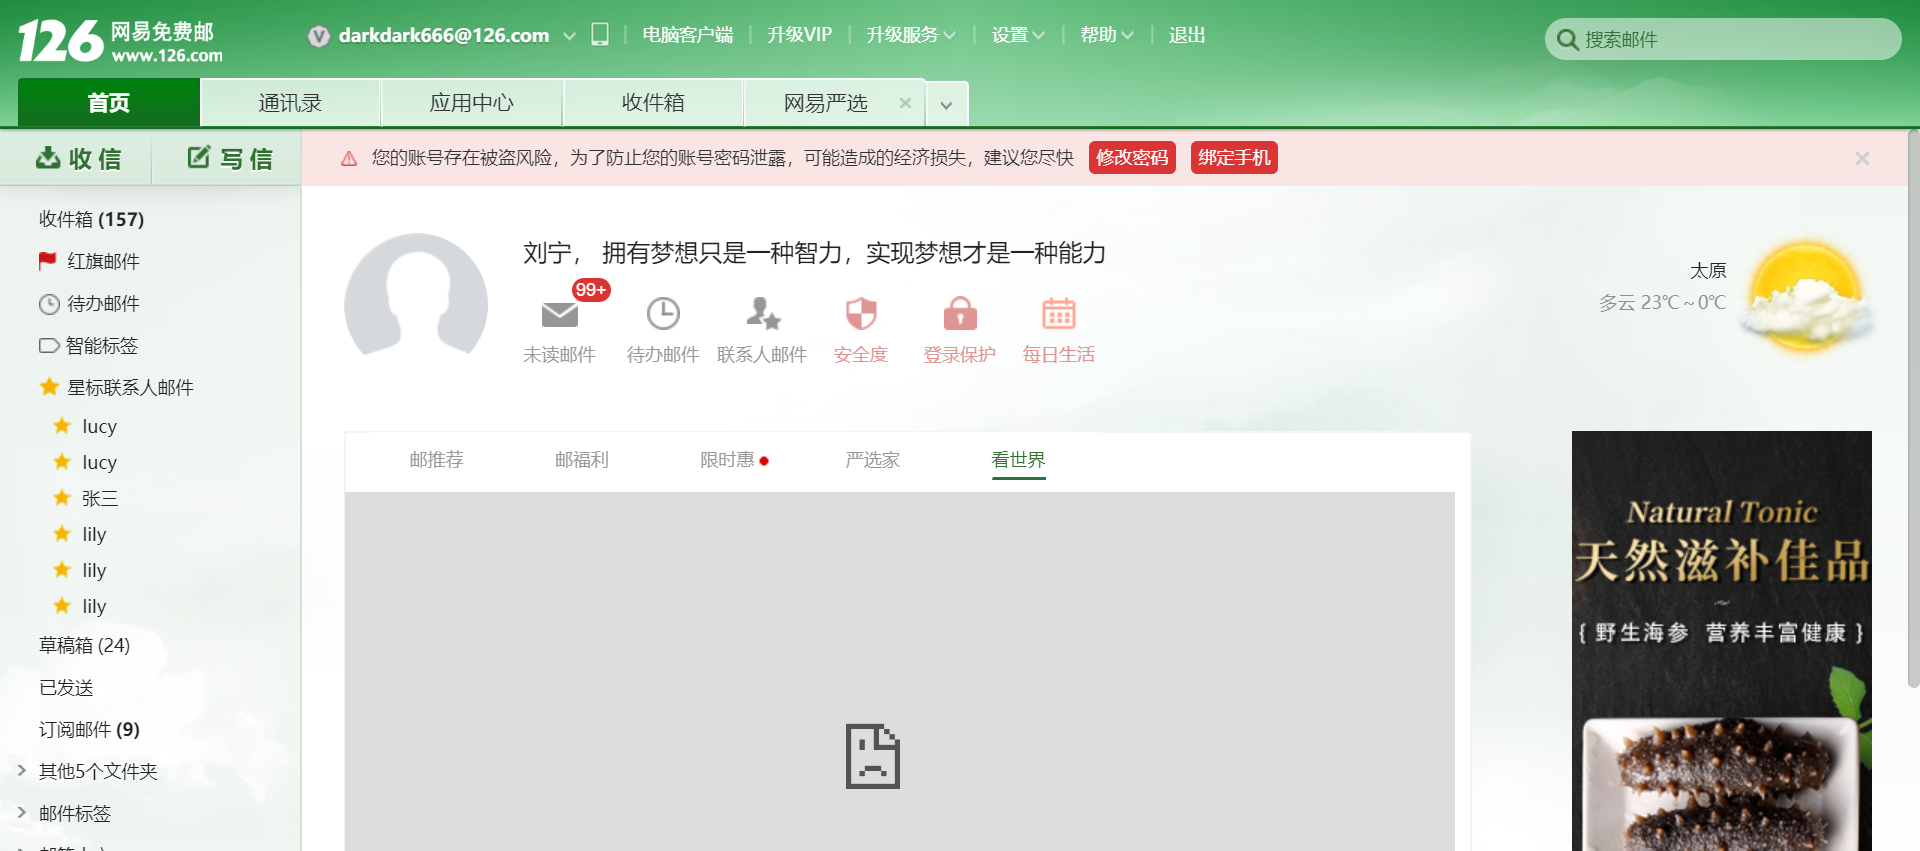 126 网易免费邮
www.126.com
darkdark666@126.com
电脑客户端
升级VIP
升级服务
设置
帮助
退出
搜索邮件
首页
通讯录
应用中心
收件箱
网易严选
收信
写信
您的账号存在被盗风险，为了防止您的账号密码泄露，可能造成的经济损失，建议您尽快 修改密码 绑定手机
收件箱 (157)
红旗邮件
待办邮件
智能标签
星标联系人邮件
lucy
lucy
张三
lily
lily
lily
草稿箱 (24)
已发送
订阅邮件 (9)
其他5个文件夹
邮件标签
刘宁， 拥有梦想只是一种智力，实现梦想才是一种能力
99+
未读邮件
待办邮件
联系人邮件
安全度
登录保护
每日生活
太原
多云 23℃～0℃
邮推荐
邮福利
限时惠
严选家
看世界
Natural Tonic
天然滋补佳品
{ 野生海参 营养丰富健康 }